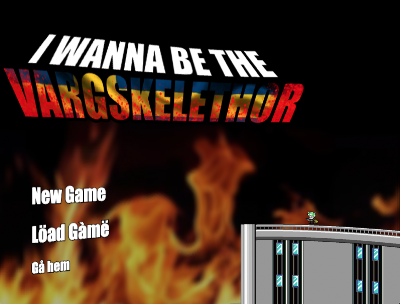 I WANNA BE THE
VARGSKELETHOR
New Game
Löad Gàmë
Gå hem